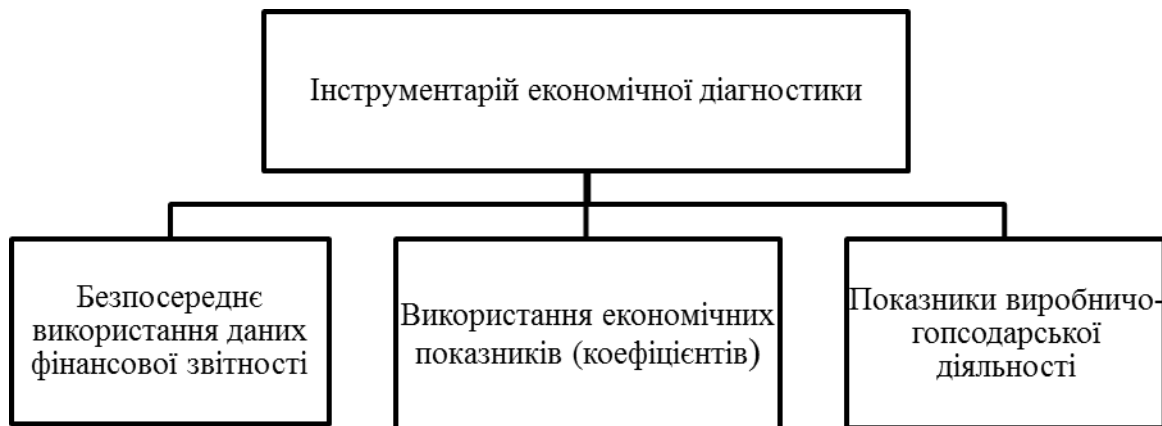 Інструментарій економічної діагностики
Безпосереднє
використання даних
фінансової звітності
Використання економічних
показників (коефіцієнтів)
Показники виробничо-
гопсодарської
діяльності